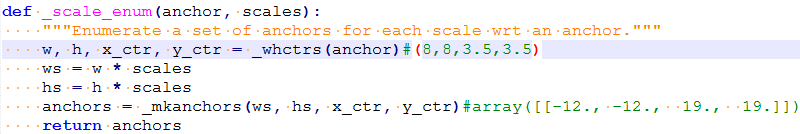 def _scale_enum(anchor, scales):
    """Enumerate a set of anchors for each scale wrt an anchor."""
    w, h, x_ctr, y_ctr = _whctrs(anchor)#(8,8,3.5,3.5)
    ws = w * scales
    hs = h * scales
    anchors = _mkanchors(ws, hs, x_ctr, y_ctr)#array([[-12., -12.,  19.,  19.]])
    return anchors